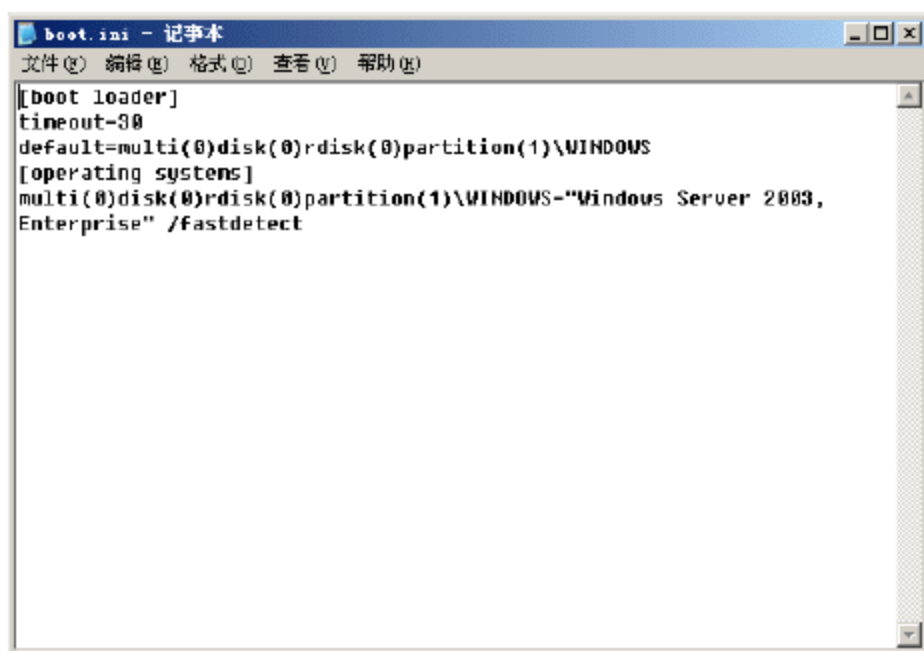 boot.ini - 记事本
文件(F) 编辑(E) 格式(O) 查看(V) 帮助(H)
[boot loader]
timeout=30
default=multi(0)disk(0)rdisk(0)partition(1)\WINDOWS
[operating systems]
multi(0)disk(0)rdisk(0)partition(1)\WINDOWS="Windows Server 2003,
Enterprise" /fastdetect